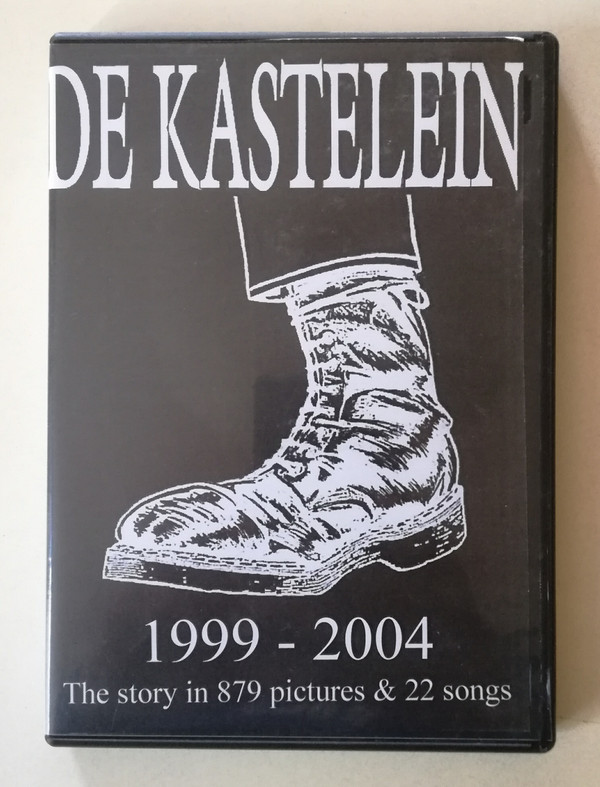 DE KASTELEIN
1999 - 2004
The story in 879 pictures & 22 songs